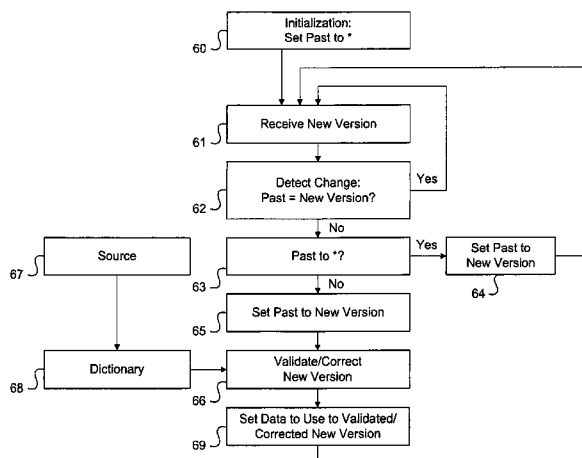 Initialization:
Set Past to *
60
Receive New Version
61
Detect Change:
Past = New Version?
Yes
62
No
Source
67
Past to *?
63
Yes
Set Past to
New Version
64
No
Set Past to New Version
65
Dictionary
68
Validate/Correct
New Version
66
Set Data to Use to Validated/
Corrected New Version
69